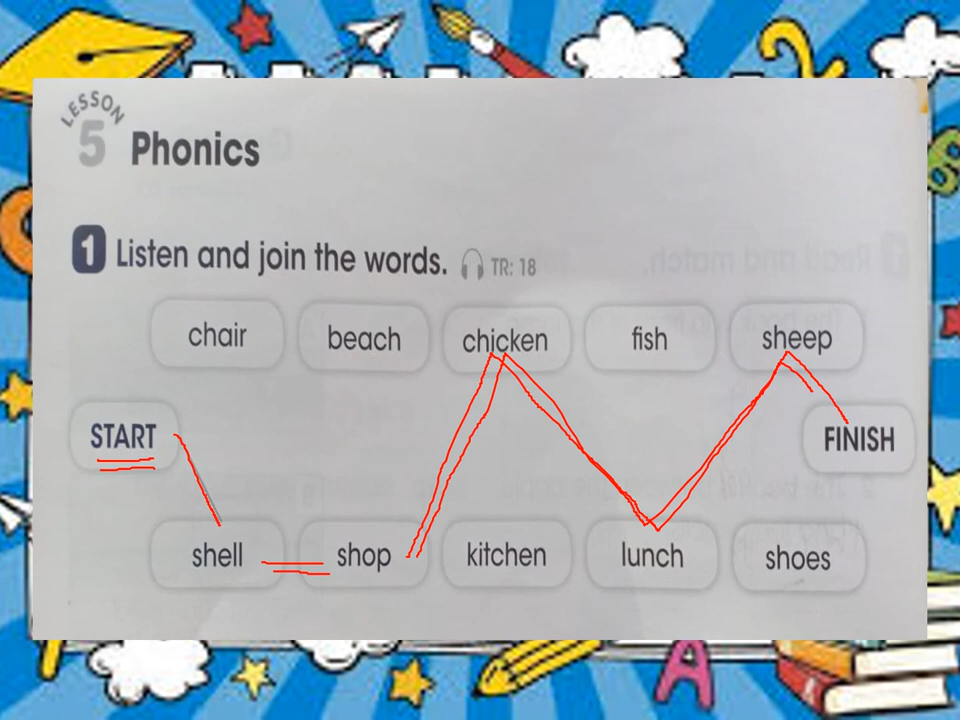 LESSON
5 Phonics
1 Listen and join the words. TR: 18
chair beach chicken fish sheep
START
FINISH
shell shop kitchen lunch shoes